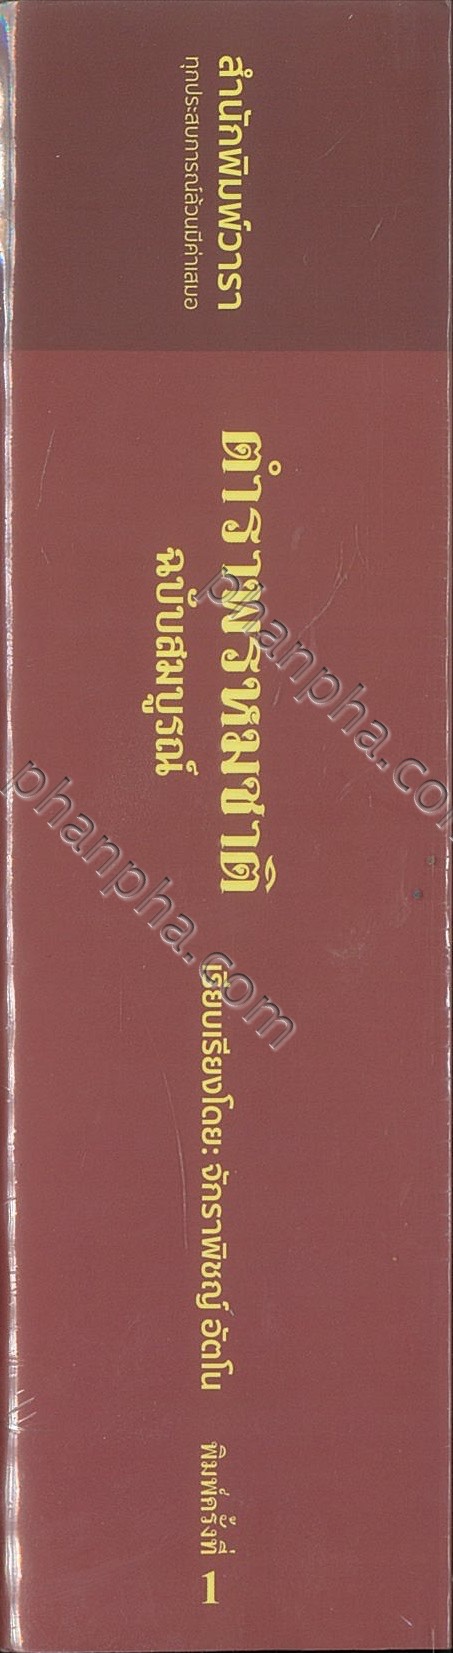 สำนักพิมพ์วารา
ทุกประสบการณ์ล้วนมีค่าเสมอ
ตำราพรหมชาติ
ฉบับสมบูรณ์
เรียบเรียงโดย: จักราพิชญ์ อัตโน
พิมพ์ครั้งที่ 1
phanpha.com
phanpha.com